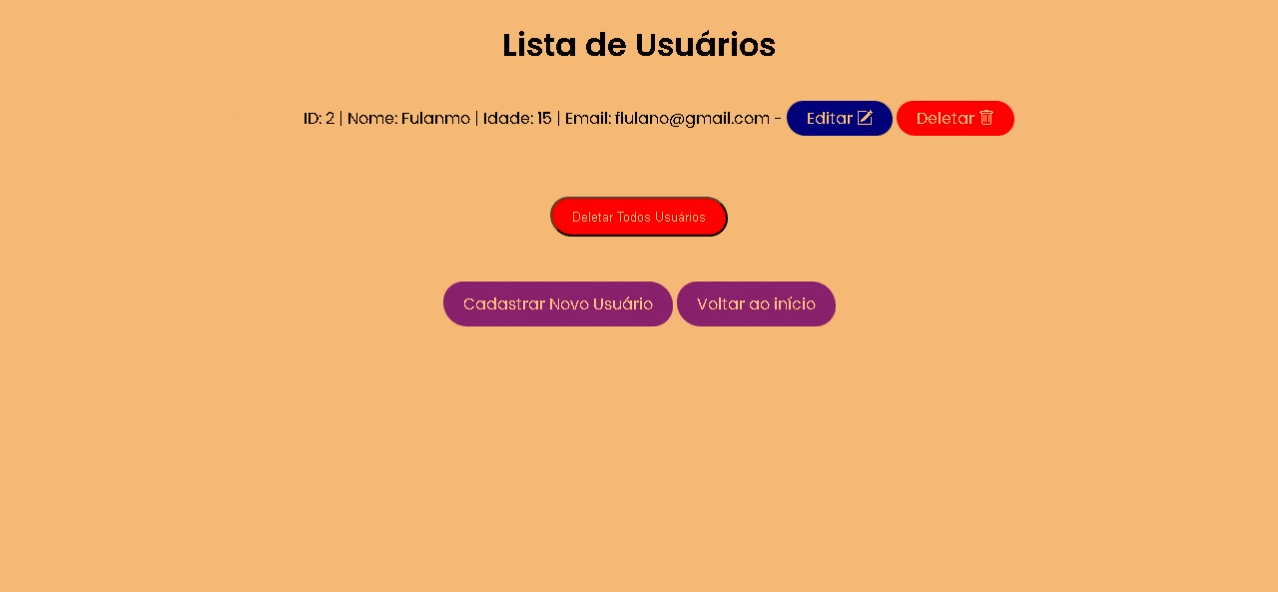 Lista de Usuários
ID: 2 | Nome: Fulanmo | Idade: 15 | Email: flulano@gmail.com - Editar Deletar
Deletar Todos Usuários
Cadastrar Novo Usuário Voltar ao início